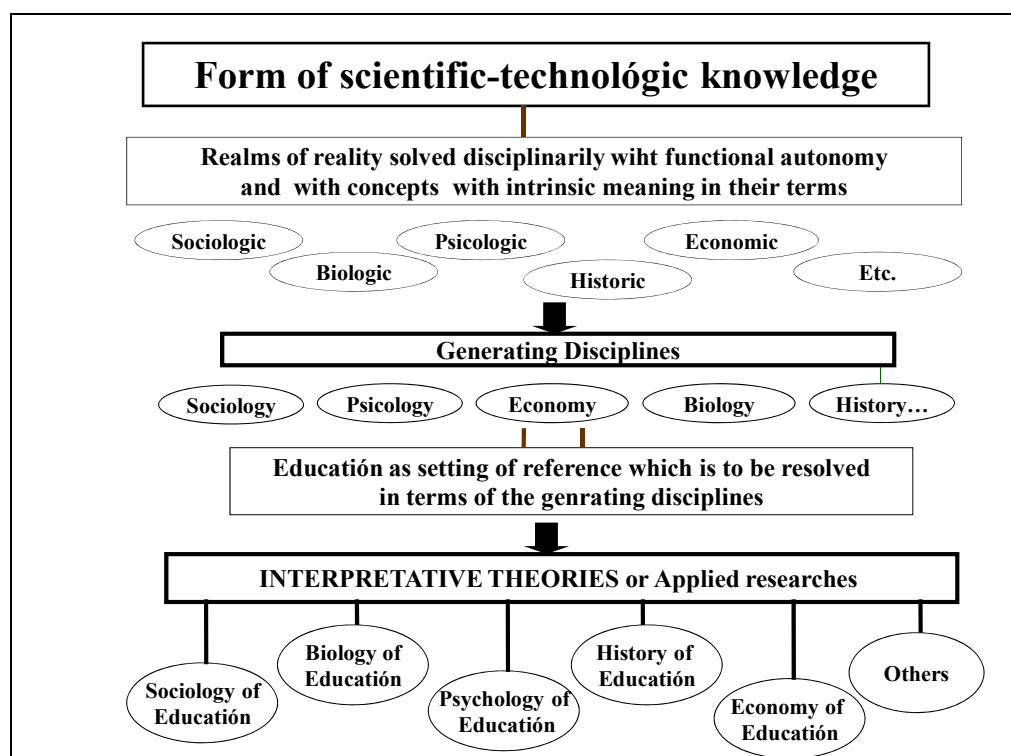 Form of scientific-technológic knowledge
Realms of reality solved disciplinarily wiht functional autonomy
and with concepts with intrinsic meaning in their terms
Sociologic
Psicologic
Economic
Biologic
Historic
Etc.
Generating Disciplines
Sociology
Psicology
Economy
Biology
History…
Educatión as setting of reference which is to be resolved
in terms of the genrating disciplines
INTERPRETATIVE THEORIES or Applied researches
Sociology of
Educatión
Biology of
Educatión
Psychology of
Educatión
History of
Educatión
Economy of
Educatión
Others